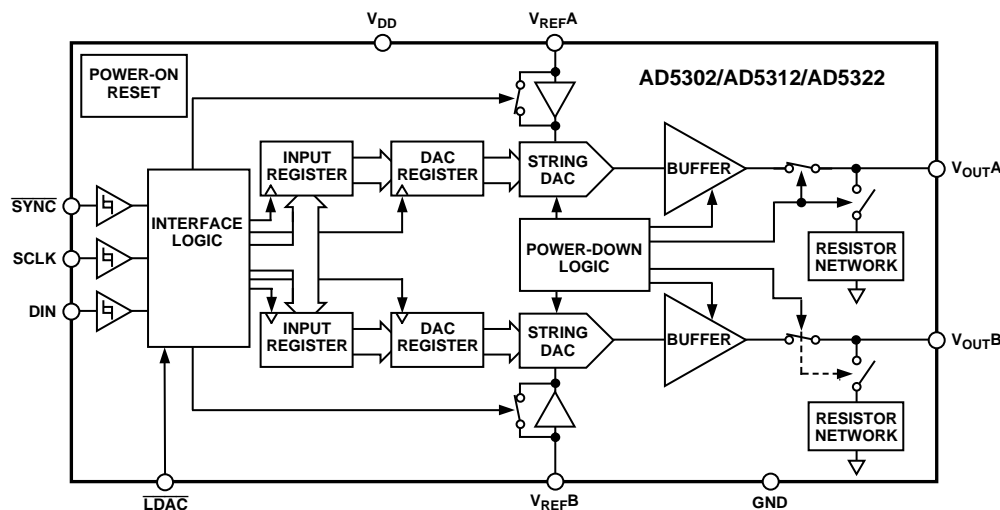 VDD
VREFA
POWER-ON
RESET
AD5302/AD5312/AD5322
INPUT
REGISTER
DAC
REGISTER
STRING
DAC
BUFFER
VOUTA
SYNC
SCLK
DIN
INTERFACE
LOGIC
POWER-DOWN
LOGIC
RESISTOR
NETWORK
INPUT
REGISTER
DAC
REGISTER
STRING
DAC
BUFFER
VOUTB
RESISTOR
NETWORK
LDAC
VREFB
GND